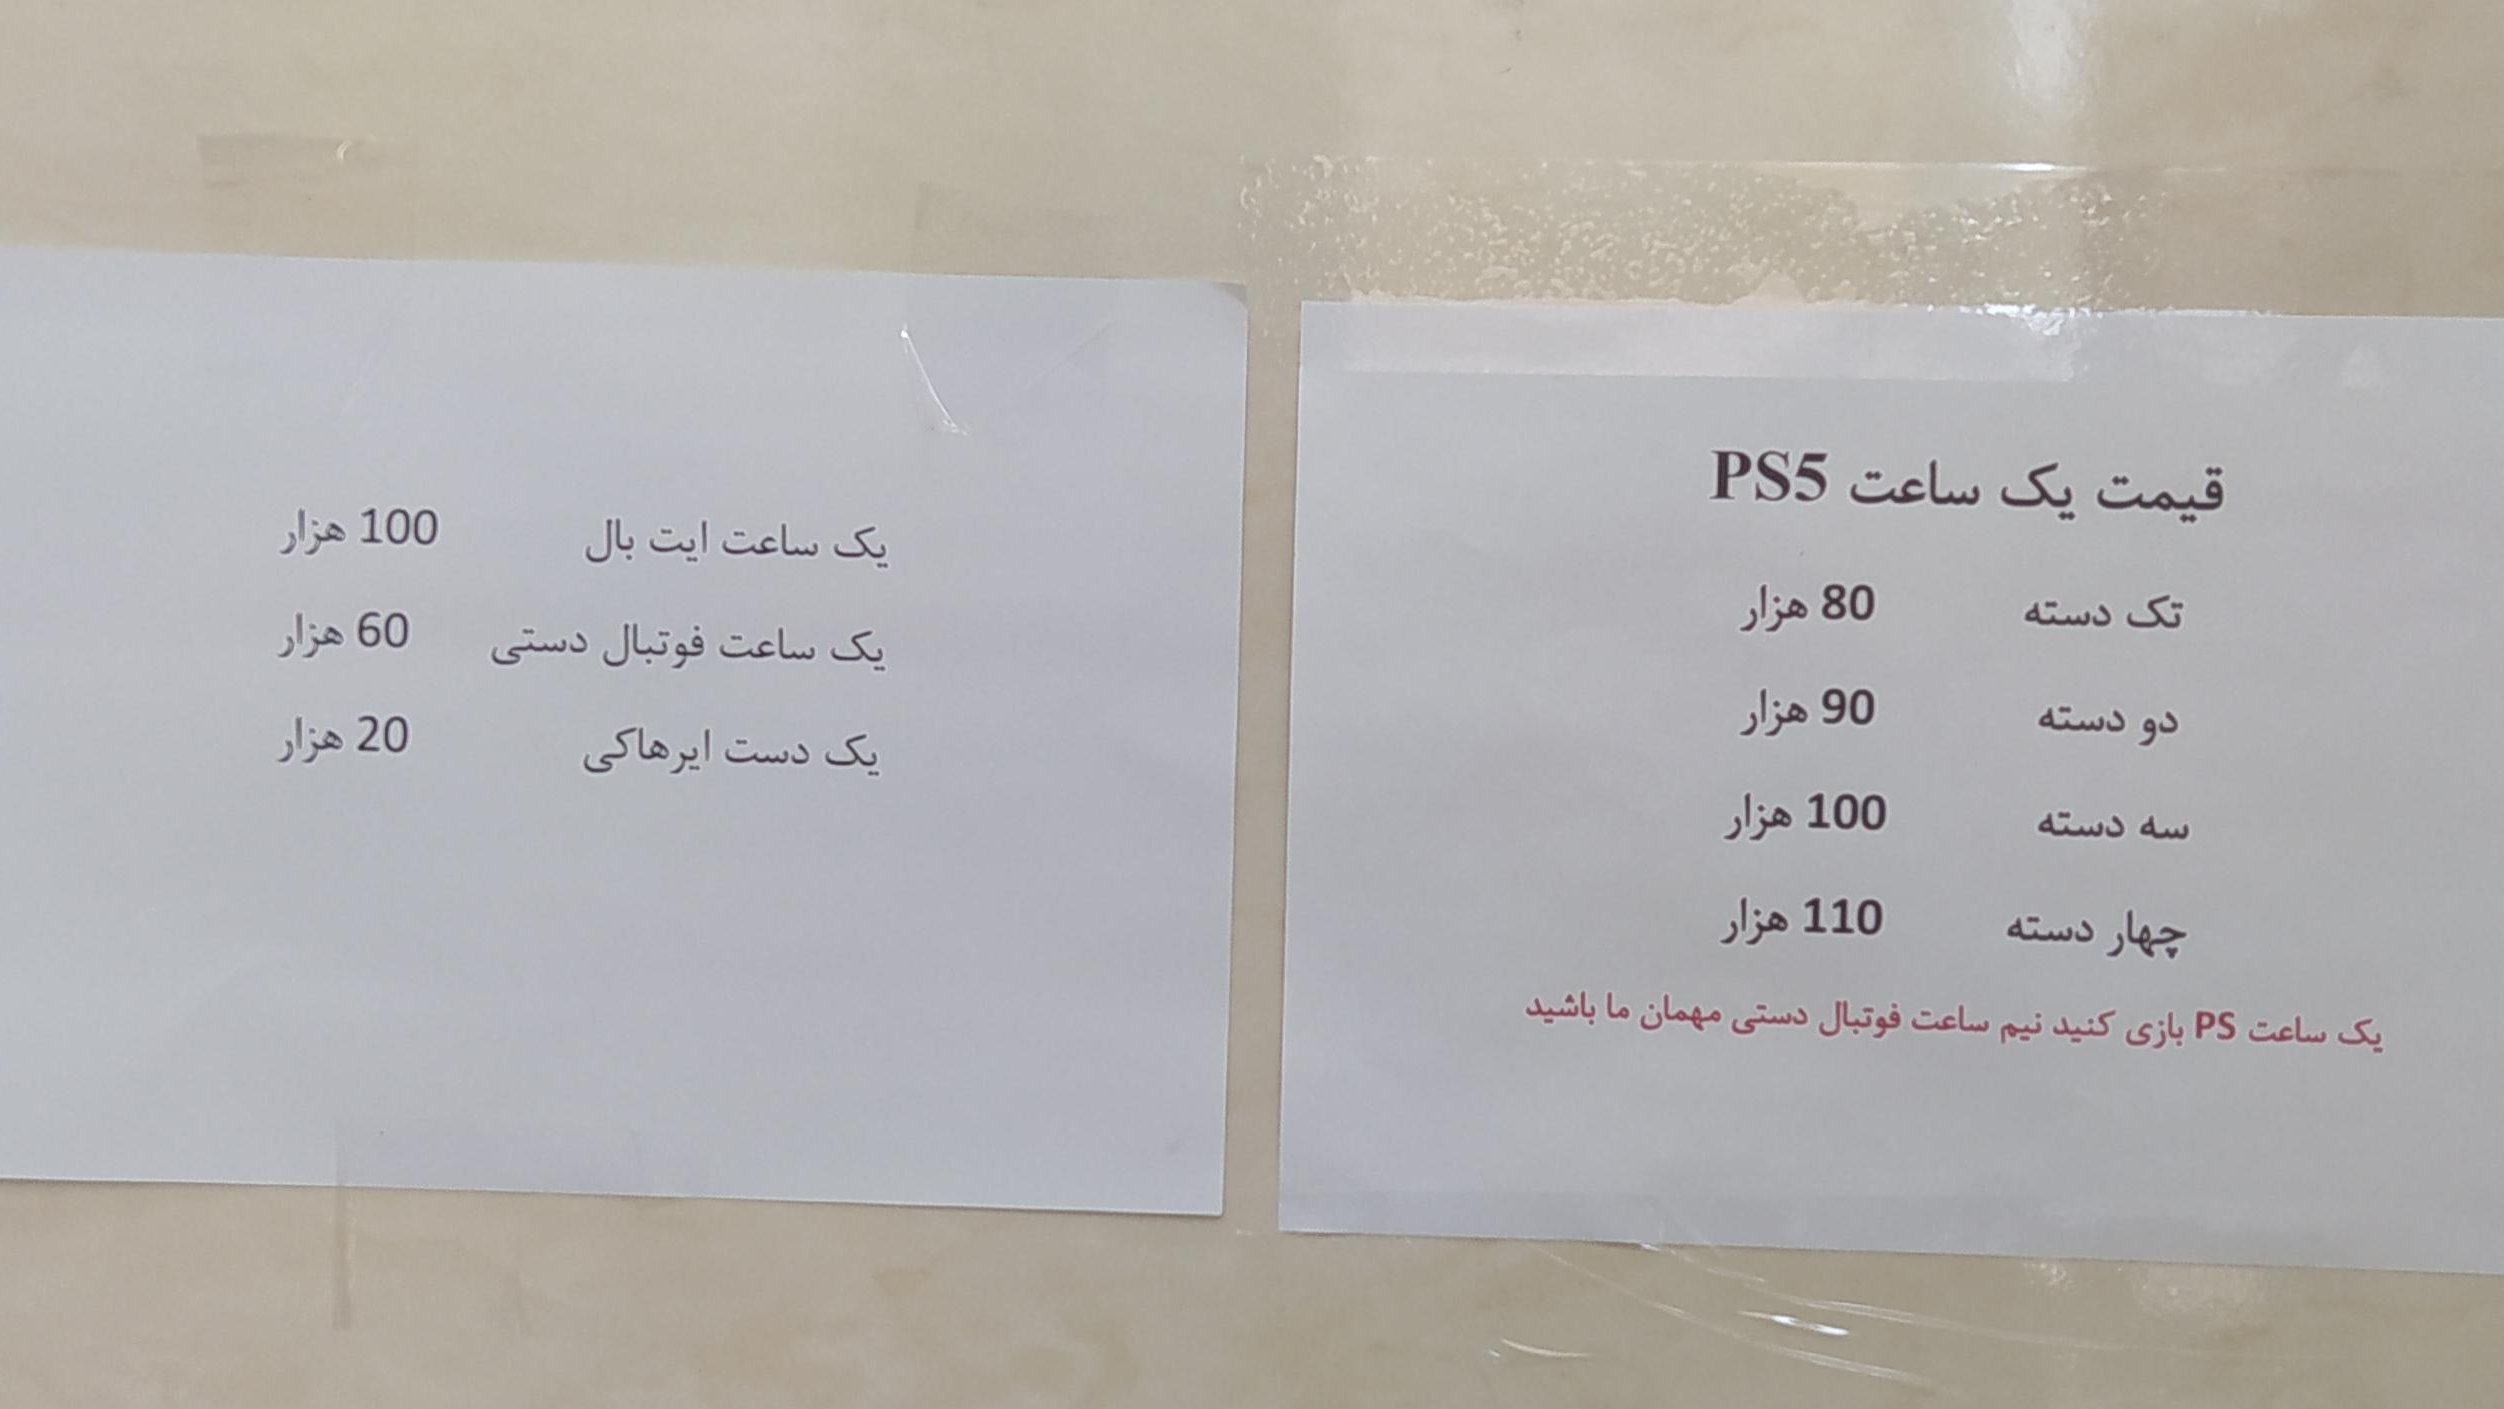 قیمت یک ساعت PS5
تک دسته 80 هزار
دو دسته 90 هزار
سه دسته 100 هزار
چهار دسته 110 هزار
یک ساعت PS بازی کنید نیم ساعت فوتبال دستی مهمان ما باشید
یک ساعت ایت بال 100 هزار
یک ساعت فوتبال دستی 60 هزار
یک دست ایرهاکی 20 هزار